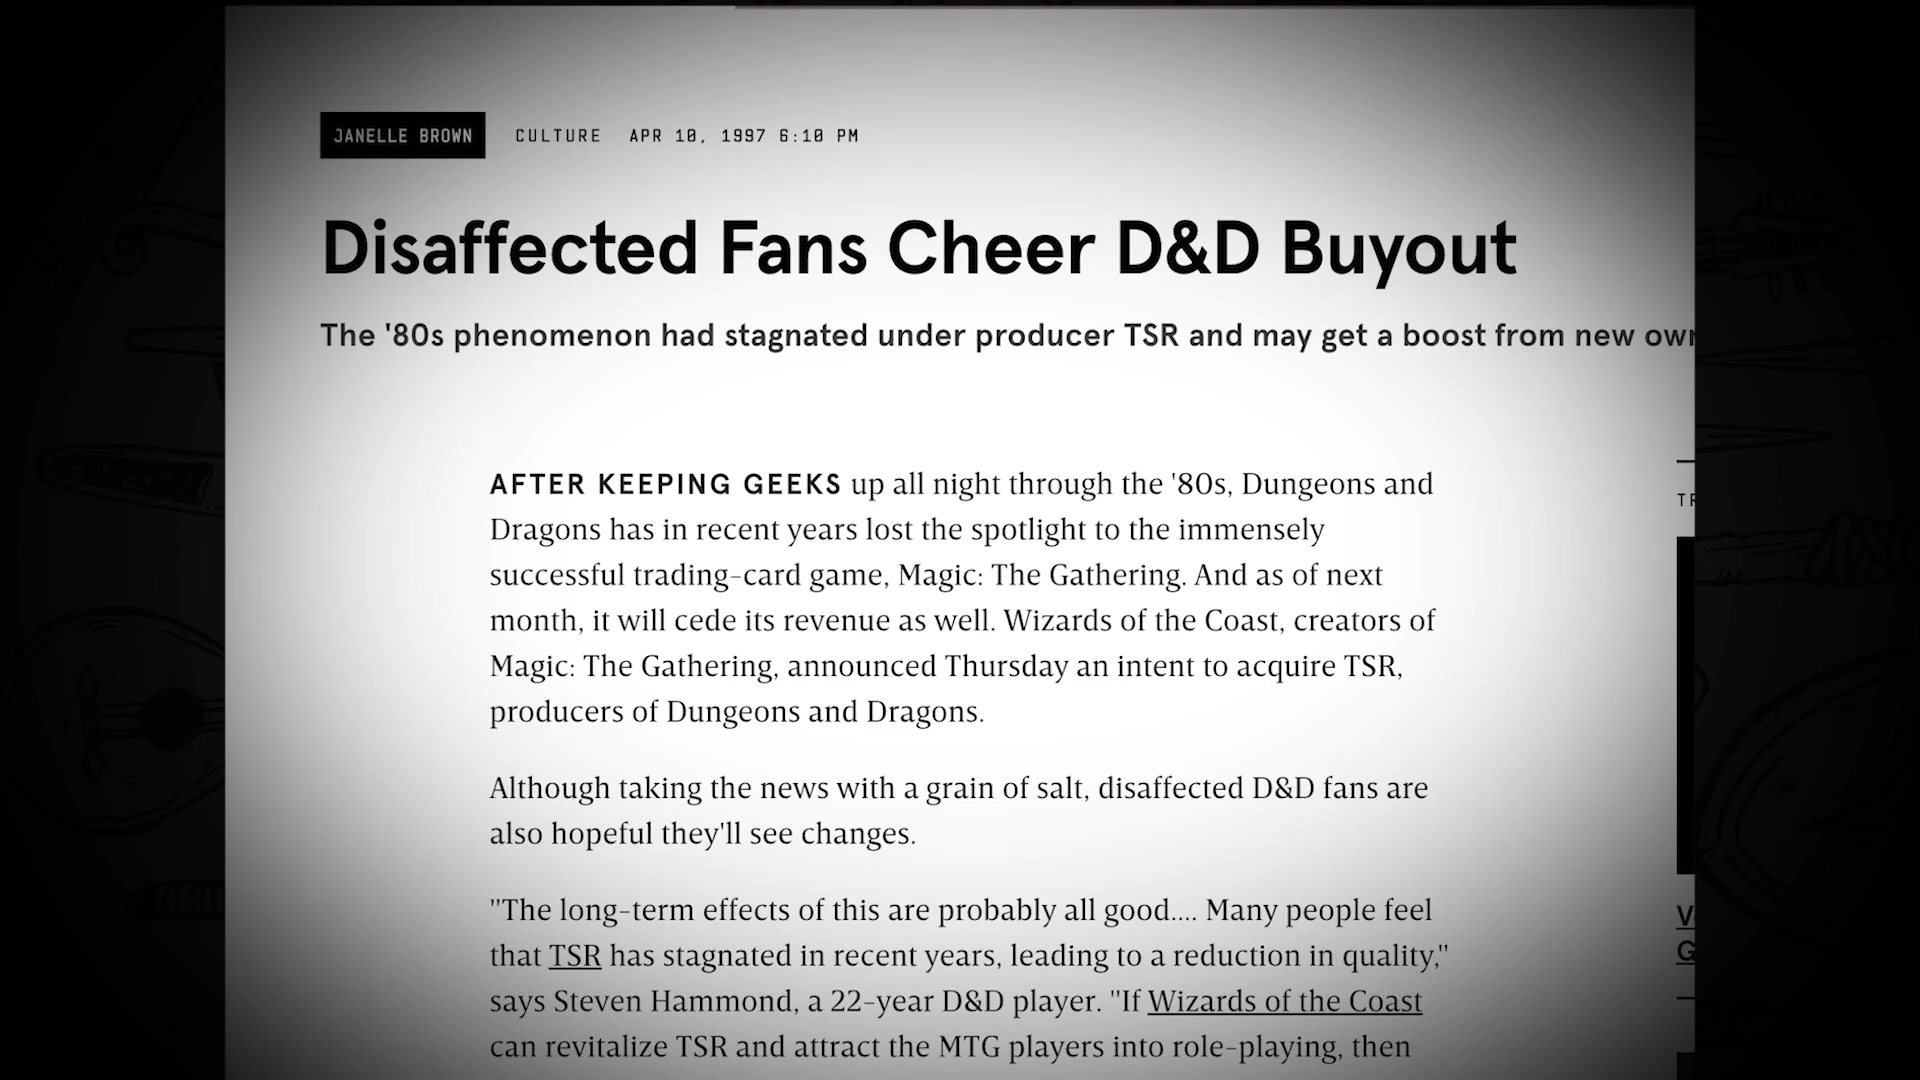 JANELLE BROWN CULTURE APR 10, 1997 6:10 PM
Disaffected Fans Cheer D&D Buyout
The '80s phenomenon had stagnated under producer TSR and may get a boost from new
AFTER KEEPING GEEKS up all night through the '80s, Dungeons and
Dragons has in recent years lost the spotlight to the immensely
successful trading-card game, Magic: The Gathering. And as of next
month, it will cede its revenue as well. Wizards of the Coast, creators of
Magic: The Gathering, announced Thursday an intent to acquire TSR,
producers of Dungeons and Dragons.
Although taking the news with a grain of salt, disaffected D&D fans are
also hopeful they'll see changes.
"The long-term effects of this are probably all good.... Many people feel
that TSR has stagnated in recent years, leading to a reduction in quality,"
says Steven Hammond, a 22-year D&D player. "If Wizards of the Coast
can revitalize TSR and attract the MTG players into role-playing, then